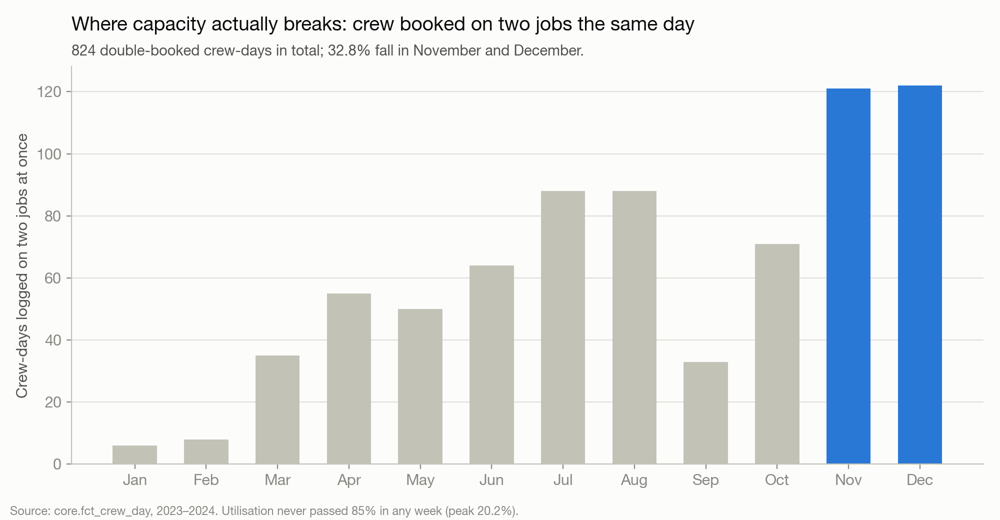 Where capacity actually breaks: crew booked on two jobs the same day
824 double-booked crew-days in total; 32.8% fall in November and December.
Crew-days logged on two jobs at once
120
100
80
60
40
20
0
Jan Feb Mar Apr May Jun Jul Aug Sep Oct Nov Dec
Source: core.fct_crew_day, 2023–2024. Utilisation never passed 85% in any week (peak 20.2%).